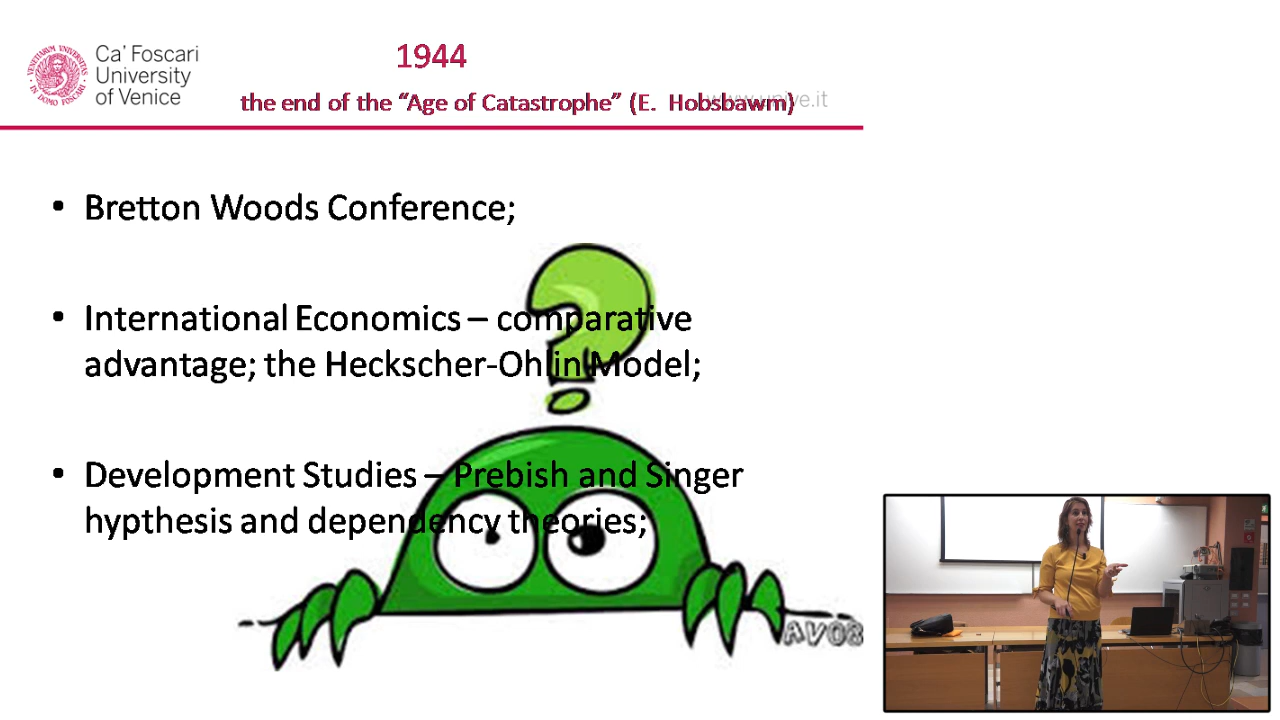 Ca' Foscari
University
of Venice
1944
the end of the “Age of Catastrophe” (E. Hobsbawm)
www.unive.it
• Bretton Woods Conference;
• International Economics – comparative
advantage; the Heckscher-Ohlin Model;
• Development Studies – Prebish and Singer
hypthesis and dependency theories;
AV08